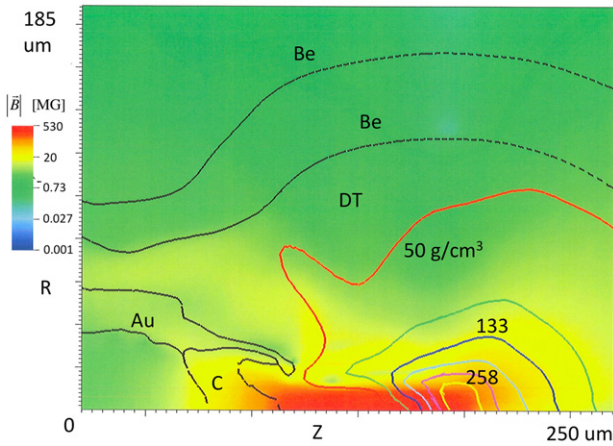 185
um
Be
|B⃗| [MG]
530
20
0.73
0.027
0.001
Be
DT
50 g/cm³
R
Au
133
C
258
0
Z
250 um